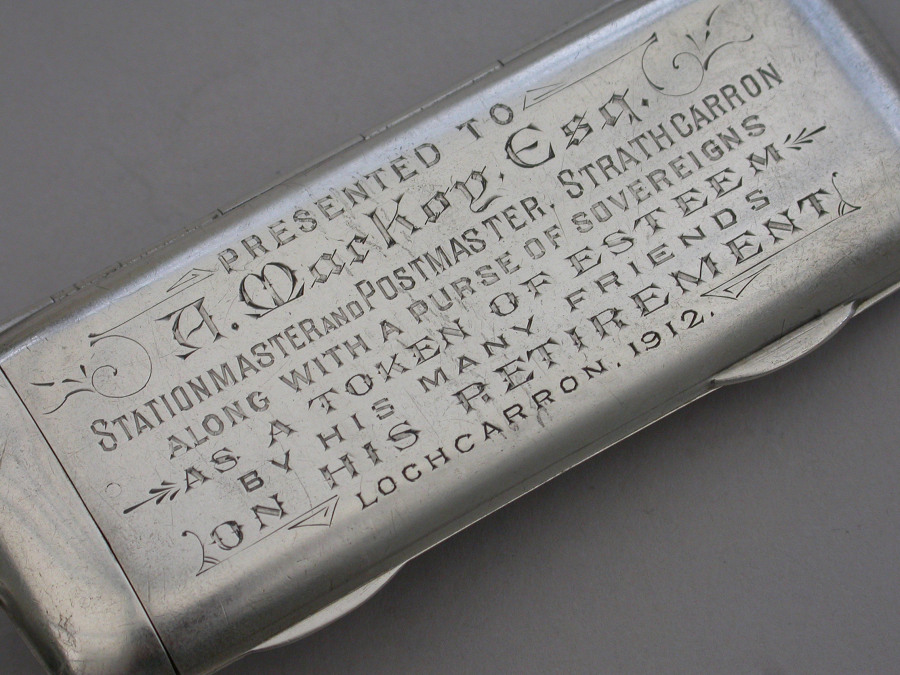 PRESENTED TO
A. MacKay. Esq.
STATIONMASTER AND POSTMASTER, STRATHCARRON
ALONG WITH A PURSE OF SOVEREIGNS
AS A TOKEN OF ESTEEM
BY HIS MANY FRIENDS
ON HIS RETIREMENT
LOCHCARRON, 1912.